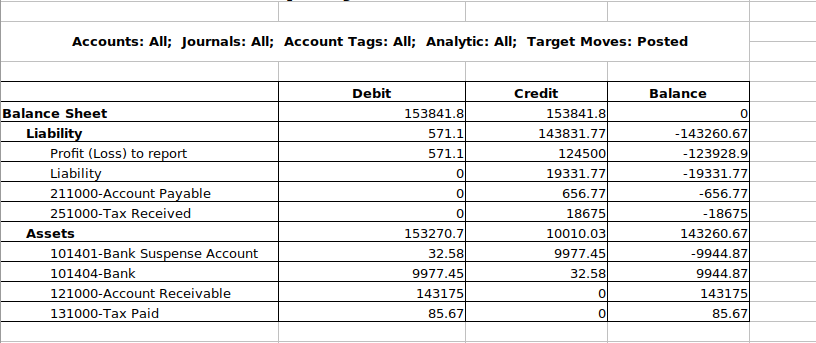 Accounts: All; Journals: All; Account Tags: All; Analytic: All; Target Moves: Posted
Debit Credit Balance
Balance Sheet 153841.8 153841.8 0
Liability 571.1 143831.77 -143260.67
Profit (Loss) to report 571.1 124500 -123928.9
Liability 0 19331.77 -19331.77
211000-Account Payable 0 656.77 -656.77
251000-Tax Received 0 18675 -18675
Assets 153270.7 10010.03 143260.67
101401-Bank Suspense Account 32.58 9977.45 -9944.87
101404-Bank 9977.45 32.58 9944.87
121000-Account Receivable 143175 0 143175
131000-Tax Paid 85.67 0 85.67